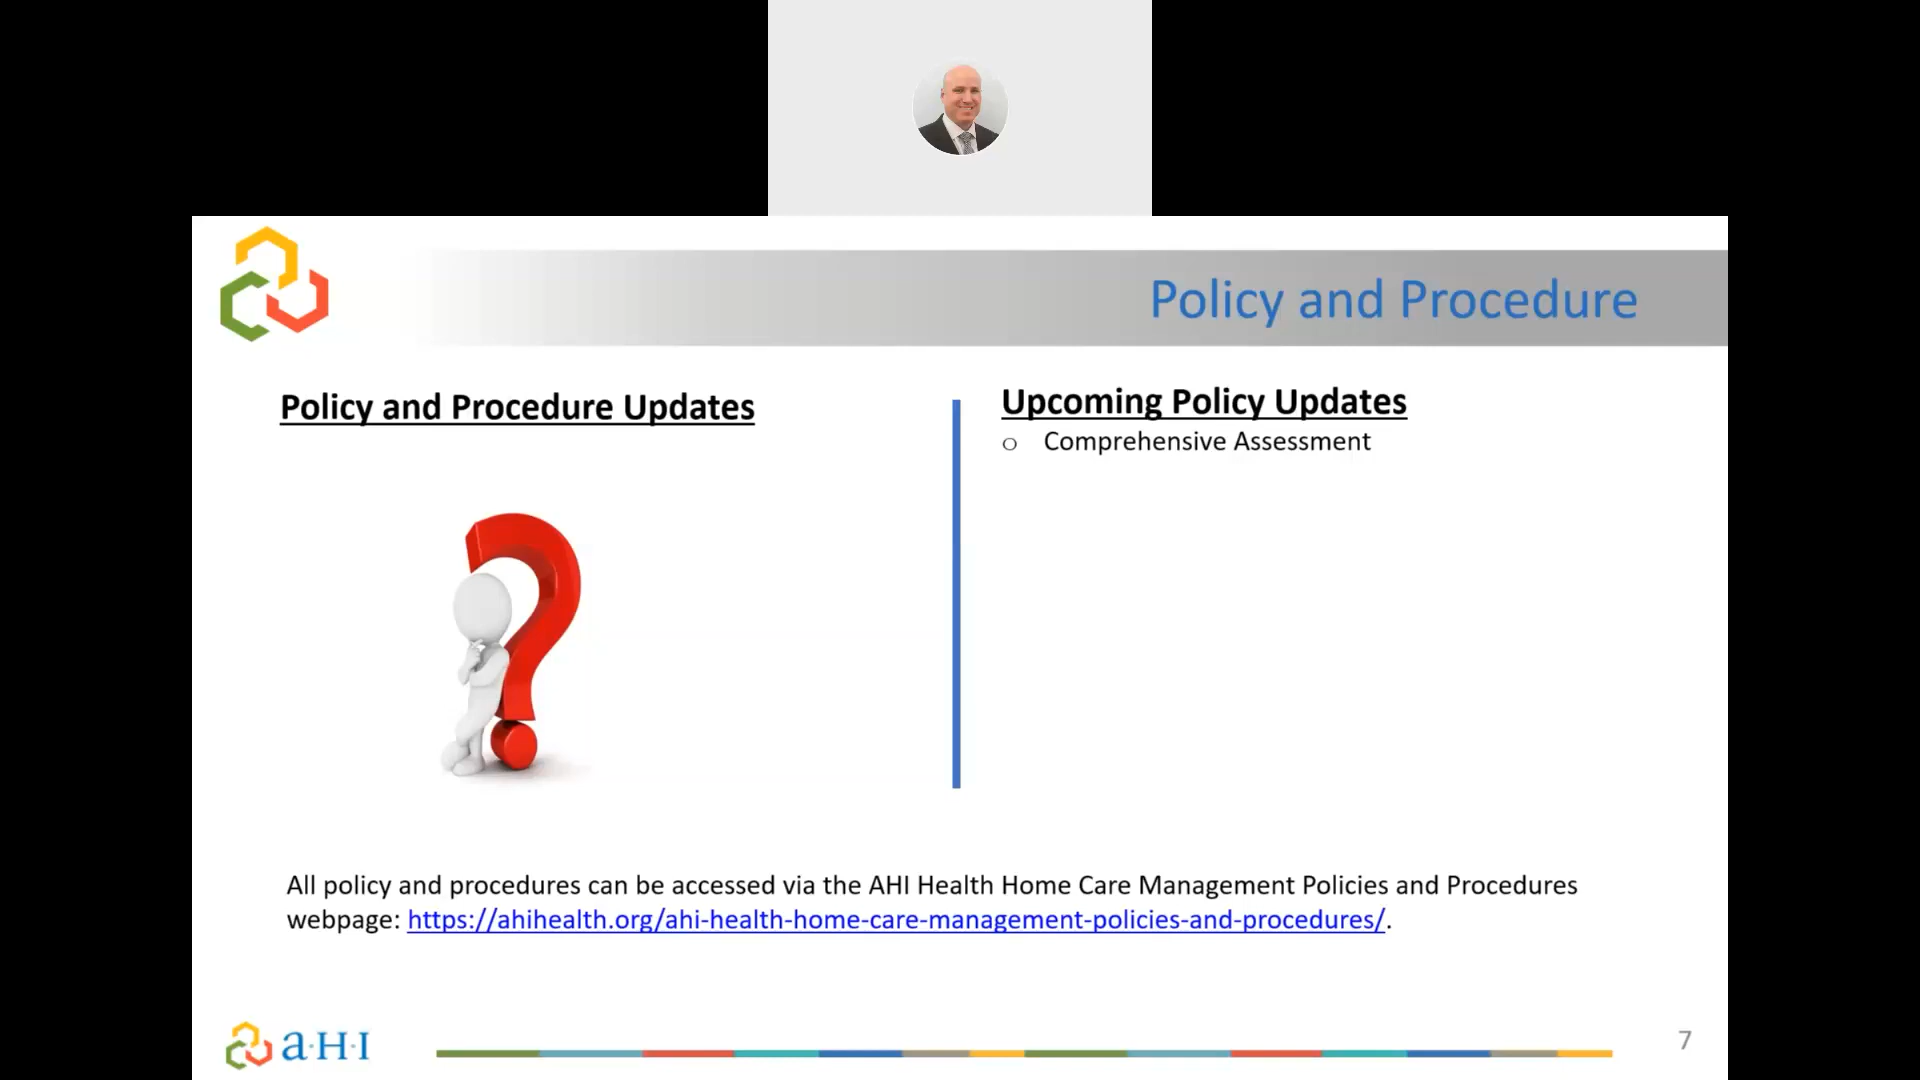 Policy and Procedure
Policy and Procedure Updates
Upcoming Policy Updates
o Comprehensive Assessment
All policy and procedures can be accessed via the AHI Health Home Care Management Policies and Procedures
webpage: https://ahihealth.org/ahi-health-home-care-management-policies-and-procedures/.
a·H·I
7